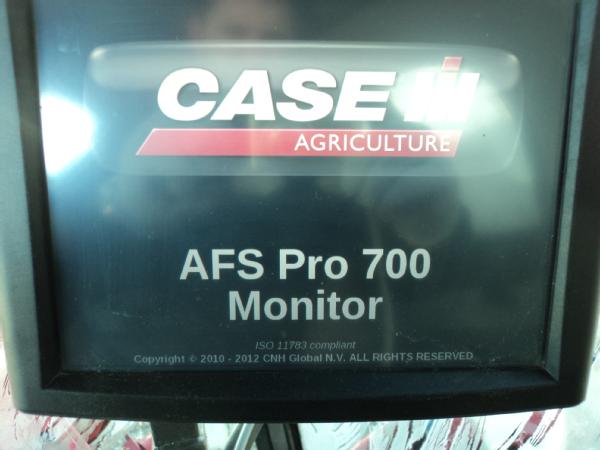 CASE IH
AGRICULTURE
AFS Pro 700
Monitor
ISO 11783 compliant
Copyright © 2010 - 2012 CNH Global N.V. ALL RIGHTS RESERVED